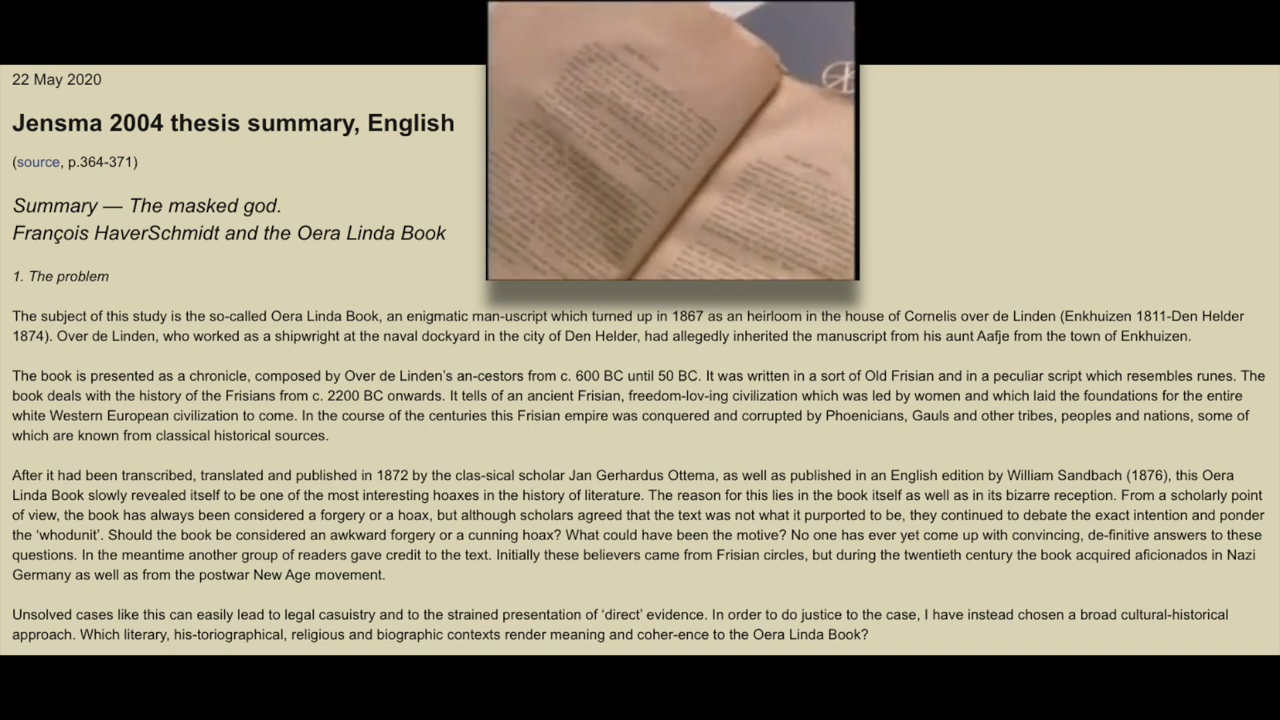 22 May 2020
Jensma 2004 thesis summary, English
(source, p.364-371)
Summary — The masked god.
François HaverSchmidt and the Oera Linda Book
1. The problem
The subject of this study is the so-called Oera Linda Book, an enigmatic man-uscript which turned up in 1867 as an heirloom in the house of Cornelis over de Linden (Enkhuizen 1811-Den Helder
1874). Over de Linden, who worked as a shipwright at the naval dockyard in the city of Den Helder, had allegedly inherited the manuscript from his aunt Aafje from the town of Enkhuizen.
The book is presented as a chronicle, composed by Over de Linden's an-cestors from c. 600 BC until 50 BC. It was written in a sort of Old Frisian and in a peculiar script which resembles runes. The
book deals with the history of the Frisians from c. 2200 BC onwards. It tells of an ancient Frisian, freedom-lov-ing civilization which was led by women and which laid the foundations for the entire
white Western European civilization to come. In the course of the centuries this Frisian empire was conquered and corrupted by Phoenicians, Gauls and other tribes, peoples and nations, some of
which are known from classical historical sources.
After it had been transcribed, translated and published in 1872 by the clas-sical scholar Jan Gerhardus Ottema, as well as published in an English edition by William Sandbach (1876), this Oera
Linda Book slowly revealed itself to be one of the most interesting hoaxes in the history of literature. The reason for this lies in the book itself as well as in its bizarre reception. From a scholarly point
of view, the book has always been considered a forgery or a hoax, but although scholars agreed that the text was not what it purported to be, they continued to debate the exact intention and ponder
the 'whodunit'. Should the book be considered an awkward forgery or a cunning hoax? What could have been the motive? No one has ever yet come up with convincing, de-finitive answers to these
questions. In the meantime another group of readers gave credit to the text. Initially these believers came from Frisian circles, but during the twentieth century the book acquired aficionados in Nazi
Germany as well as from the postwar New Age movement.
Unsolved cases like this can easily lead to legal casuistry and to the strained presentation of 'direct' evidence. In order to do justice to the case, I have instead chosen a broad cultural-historical
approach. Which literary, his-toriographical, religious and biographic contexts render meaning and coher-ence to the Oera Linda Book?